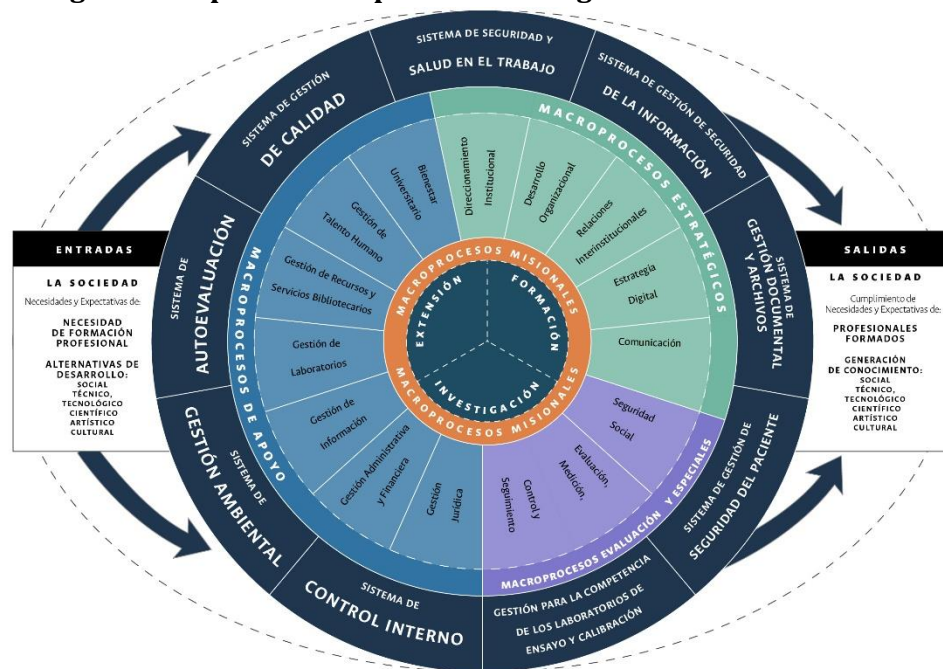 SISTEMA DE SEGURIDAD Y
SALUD EN EL TRABAJO
SISTEMA DE GESTIÓN DE SEGURIDAD
DE LA INFORMACIÓN
SISTEMA DE
GESTIÓN DOCUMENTAL
Y ARCHIVOS
SISTEMA DE GESTIÓN DE
SEGURIDAD DEL PACIENTE
GESTIÓN PARA LA COMPETENCIA
DE LOS LABORATORIOS DE
ENSAYO Y CALIBRACIÓN
SISTEMA DE
CONTROL INTERNO
SISTEMA DE
GESTIÓN AMBIENTAL
SISTEMA DE
AUTOEVALUACIÓN
SISTEMA DE GESTIÓN
DE CALIDAD
ENTRADAS
LA SOCIEDAD
Necesidades y Expectativas de:
NECESIDAD
DE FORMACIÓN
PROFESIONAL
ALTERNATIVAS DE
DESARROLLO:
SOCIAL
TÉCNICO,
TECNOLÓGICO
CIENTÍFICO
ARTÍSTICO
CULTURAL
MACROPROCESOS ESTRATÉGICOS
Direccionamiento
Institucional
Desarrollo
Organizacional
Relaciones
Interinstitucionales
Estrategia
Digital
Comunicación
MACROPROCESOS EVALUACIÓN Y ESPECIALES
Seguridad
Social
Evaluación,
Medición,
Control y
Seguimiento
MACROPROCESOS DE APOYO
Gestión
Jurídica
Gestión Administrativa
y Financiera
Gestión de
Información
Gestión de
Laboratorios
Gestión de Recursos y
Servicios Bibliotecarios
Gestión de
Talento Humano
Bienestar
Universitario
MACROPROCESOS MISIONALES
EXTENSIÓN
FORMACIÓN
INVESTIGACIÓN
MACROPROCESOS MISIONALES
SALIDAS
LA SOCIEDAD
Cumplimiento de
Necesidades y Expectativas de:
PROFESIONALES
FORMADOS
GENERACIÓN
DE CONOCIMIENTO:
SOCIAL
TÉCNICO,
TECNOLÓGICO
CIENTÍFICO
ARTÍSTICO
CULTURAL